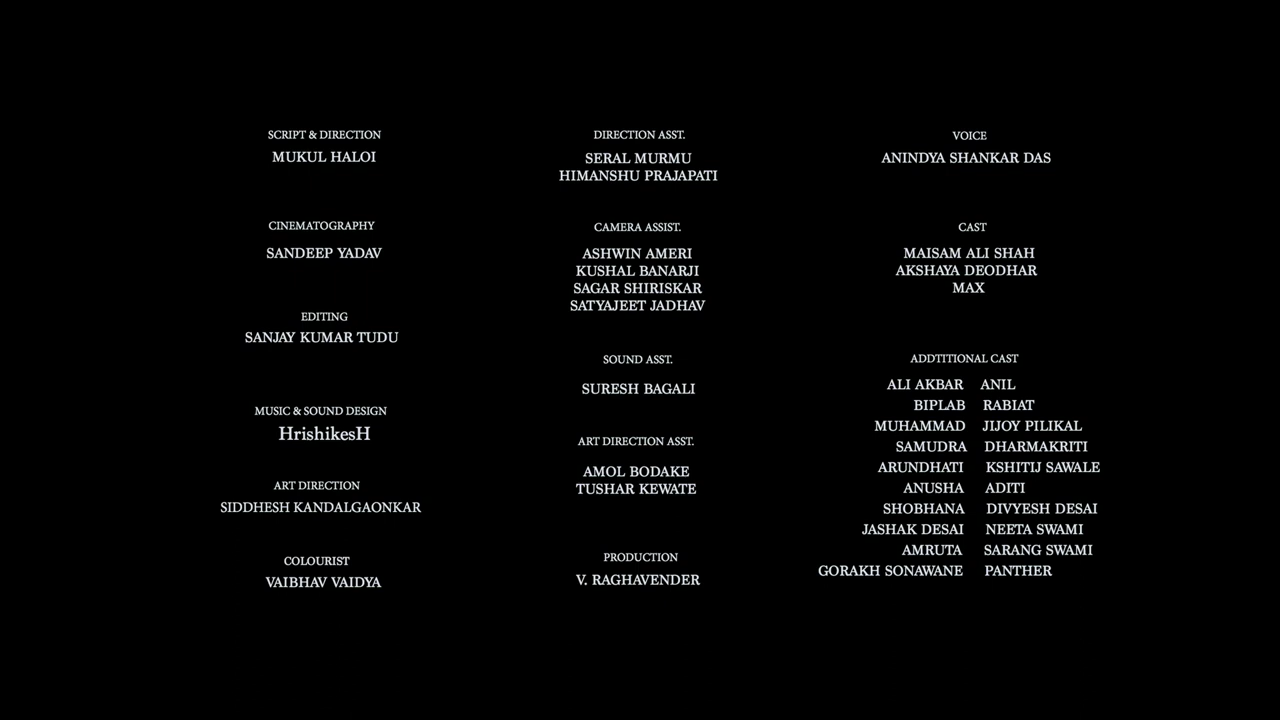 SCRIPT & DIRECTION
MUKUL HALOI
CINEMATOGRAPHY
SANDEEP YADAV
EDITING
SANJAY KUMAR TUDU
MUSIC & SOUND DESIGN
HrishikesH
ART DIRECTION
SIDDHESH KANDALGAONKAR
COLOURIST
VAIBHAV VAIDYA
DIRECTION ASST.
SERAL MURMU
HIMANSHU PRAJAPATI
CAMERA ASSIST.
ASHWIN AMERI
KUSHAL BANARJI
SAGAR SHIRISKAR
SATYAJEET JADHAV
SOUND ASST.
SURESH BAGALI
ART DIRECTION ASST.
AMOL BODAKE
TUSHAR KEWATE
PRODUCTION
V. RAGHAVENDER
VOICE
ANINDYA SHANKAR DAS
CAST
MAISAM ALI SHAH
AKSHAYA DEODHAR
MAX
ADDTITIONAL CAST
ALI AKBAR ANIL
BIPLAB RABIAT
MUHAMMAD JIJOY PILIKAL
SAMUDRA DHARMAKRITI
ARUNDHATI KSHITIJ SAWALE
ANUSHA ADITI
SHOBHANA DIVYESH DESAI
JASHAK DESAI NEETA SWAMI
AMRUTA SARANG SWAMI
GORAKH SONAWANE PANTHER